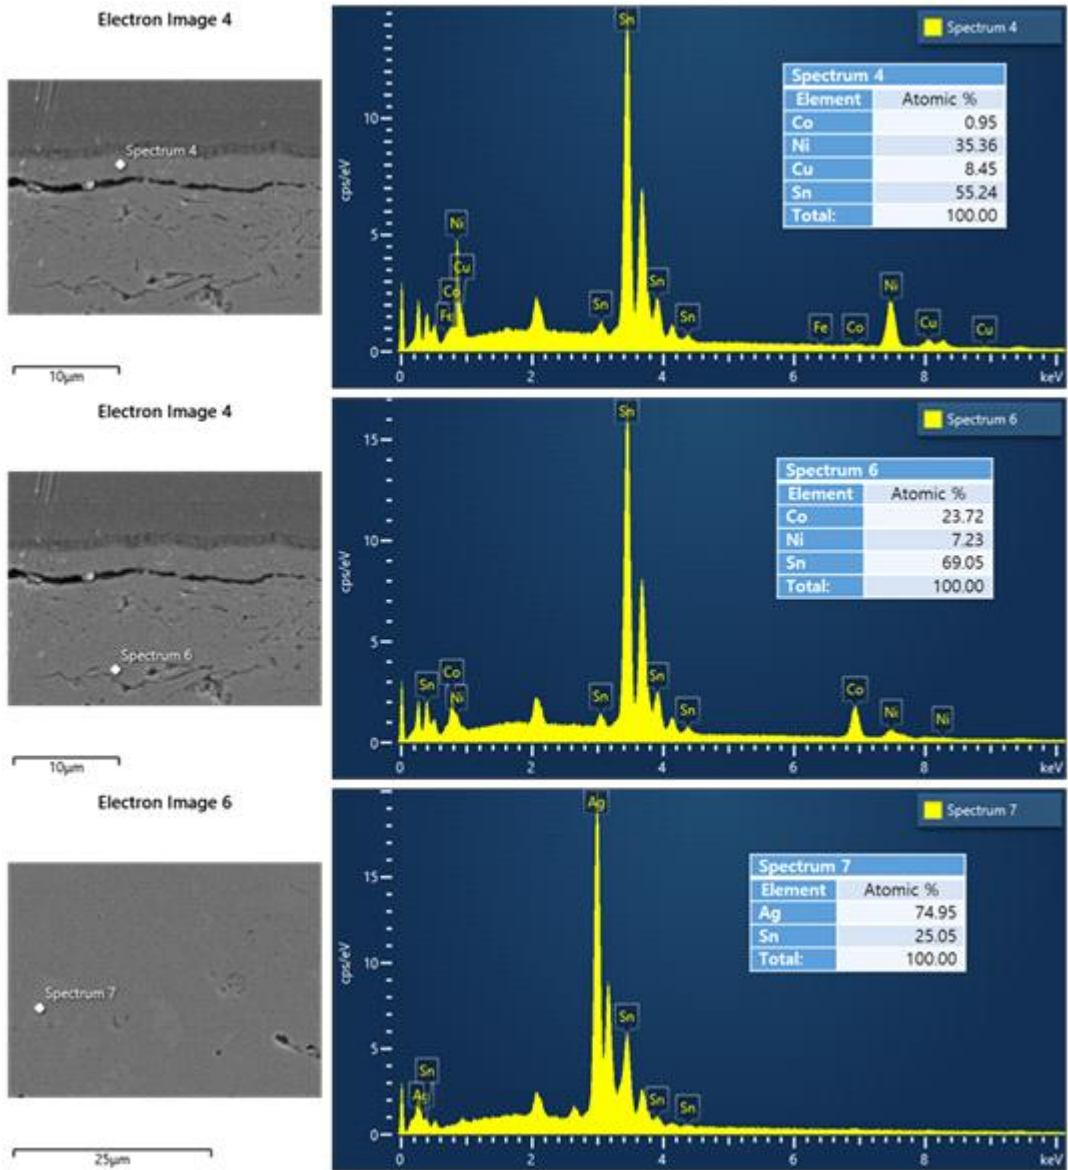 Electron Image 4
Spectrum 4
10µm
Spectrum 4
Spectrum 4
Element Atomic %
Co 0.95
Ni 35.36
Cu 8.45
Sn 55.24
Total: 100.00
cps/eV
10
5
0
Sn
Ni
Cu
Co
Fe
Sn
Sn
Sn
Fe
Co
Ni
Cu
Cu
0 2 4 6 8 keV
Electron Image 4
Spectrum 6
10µm
Spectrum 6
Spectrum 6
Element Atomic %
Co 23.72
Ni 7.23
Sn 69.05
Total: 100.00
cps/eV
15
10
5
0
Sn
Sn
Co
Ni
Sn
Sn
Sn
Co
Ni
Ni
0 2 4 6 8 keV
Electron Image 6
Spectrum 7
25µm
Spectrum 7
Spectrum 7
Element Atomic %
Ag 74.95
Sn 25.05
Total: 100.00
cps/eV
15
10
5
0
Ag
Sn
Sn
Ag
Sn
Sn
0 2 4 6 8 keV